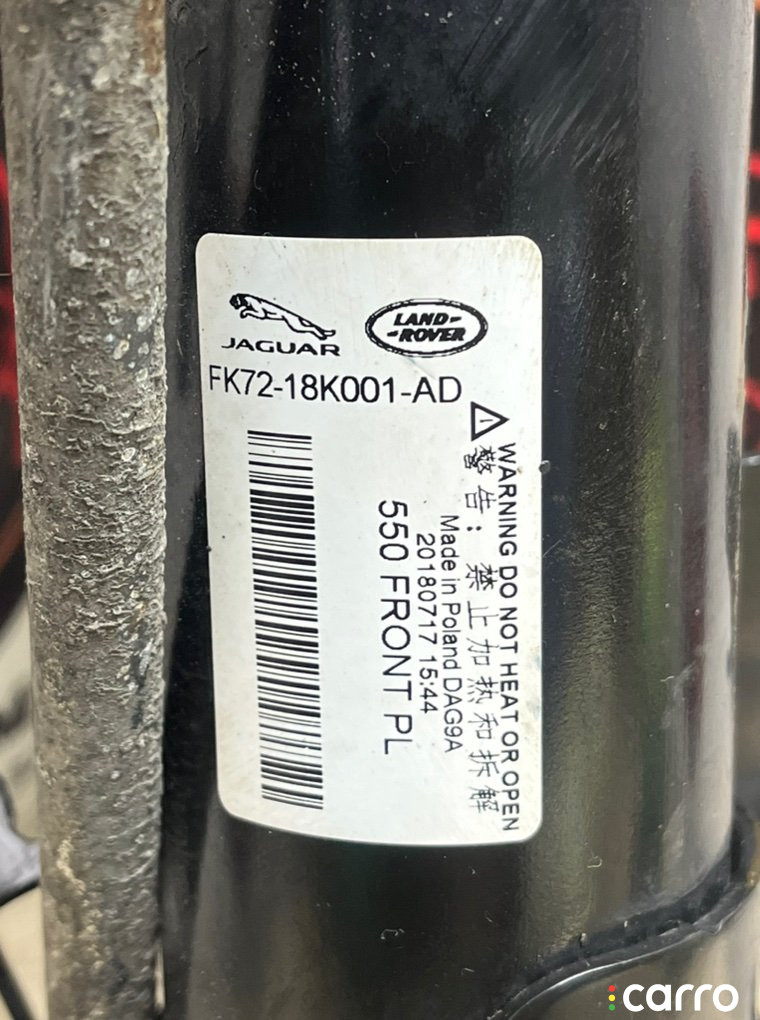 JAGUAR
LAND-
-ROVER
FK72-18K001-AD
WARNING DO NOT HEAT OR OPEN
警告：禁止加热和拆解
Made in Poland DAG9A
20180717 15:44
550 FRONT PL
carro